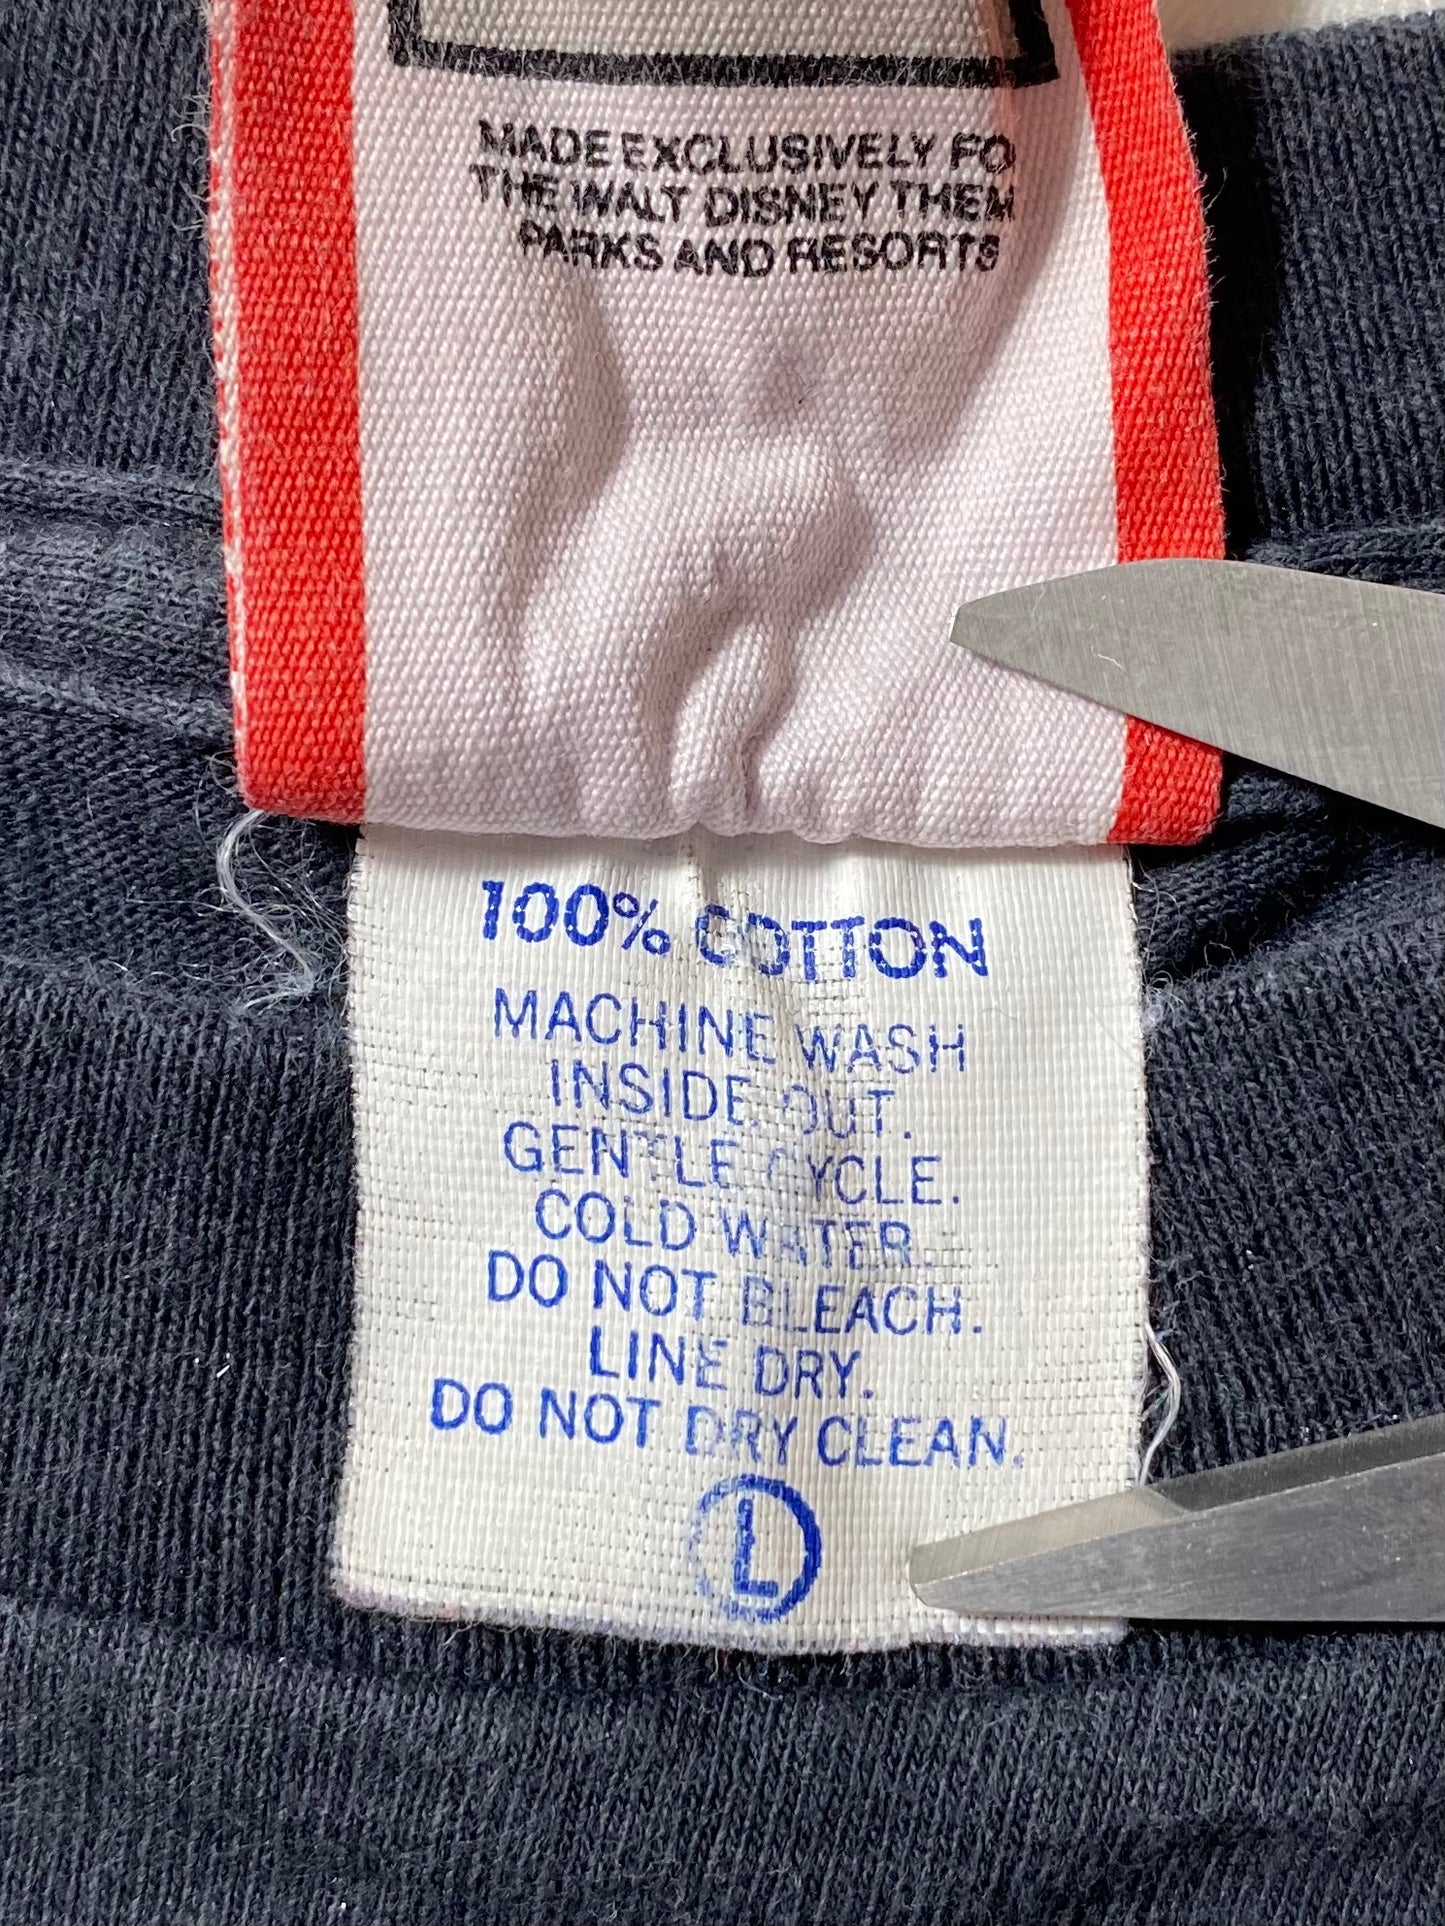 MADE EXCLUSIVELY FO
THE WALT DISNEY THEM
PARKS AND RESORTS
100% COTTON
MACHINE WASH
INSIDE OUT.
GENTLE CYCLE.
COLD WATER.
DO NOT BLEACH.
LINE DRY.
DO NOT DRY CLEAN.
L